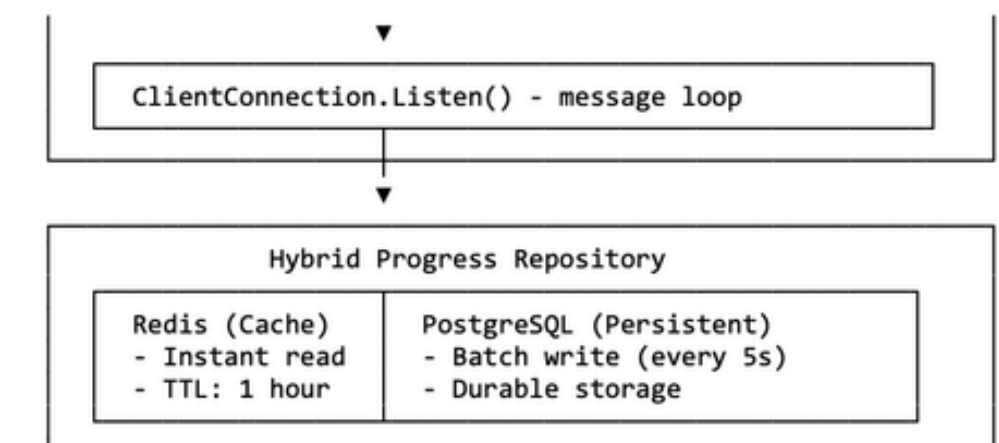 ClientConnection.Listen() - message loop
Hybrid Progress Repository
Redis (Cache)
- Instant read
- TTL: 1 hour
PostgreSQL (Persistent)
- Batch write (every 5s)
- Durable storage